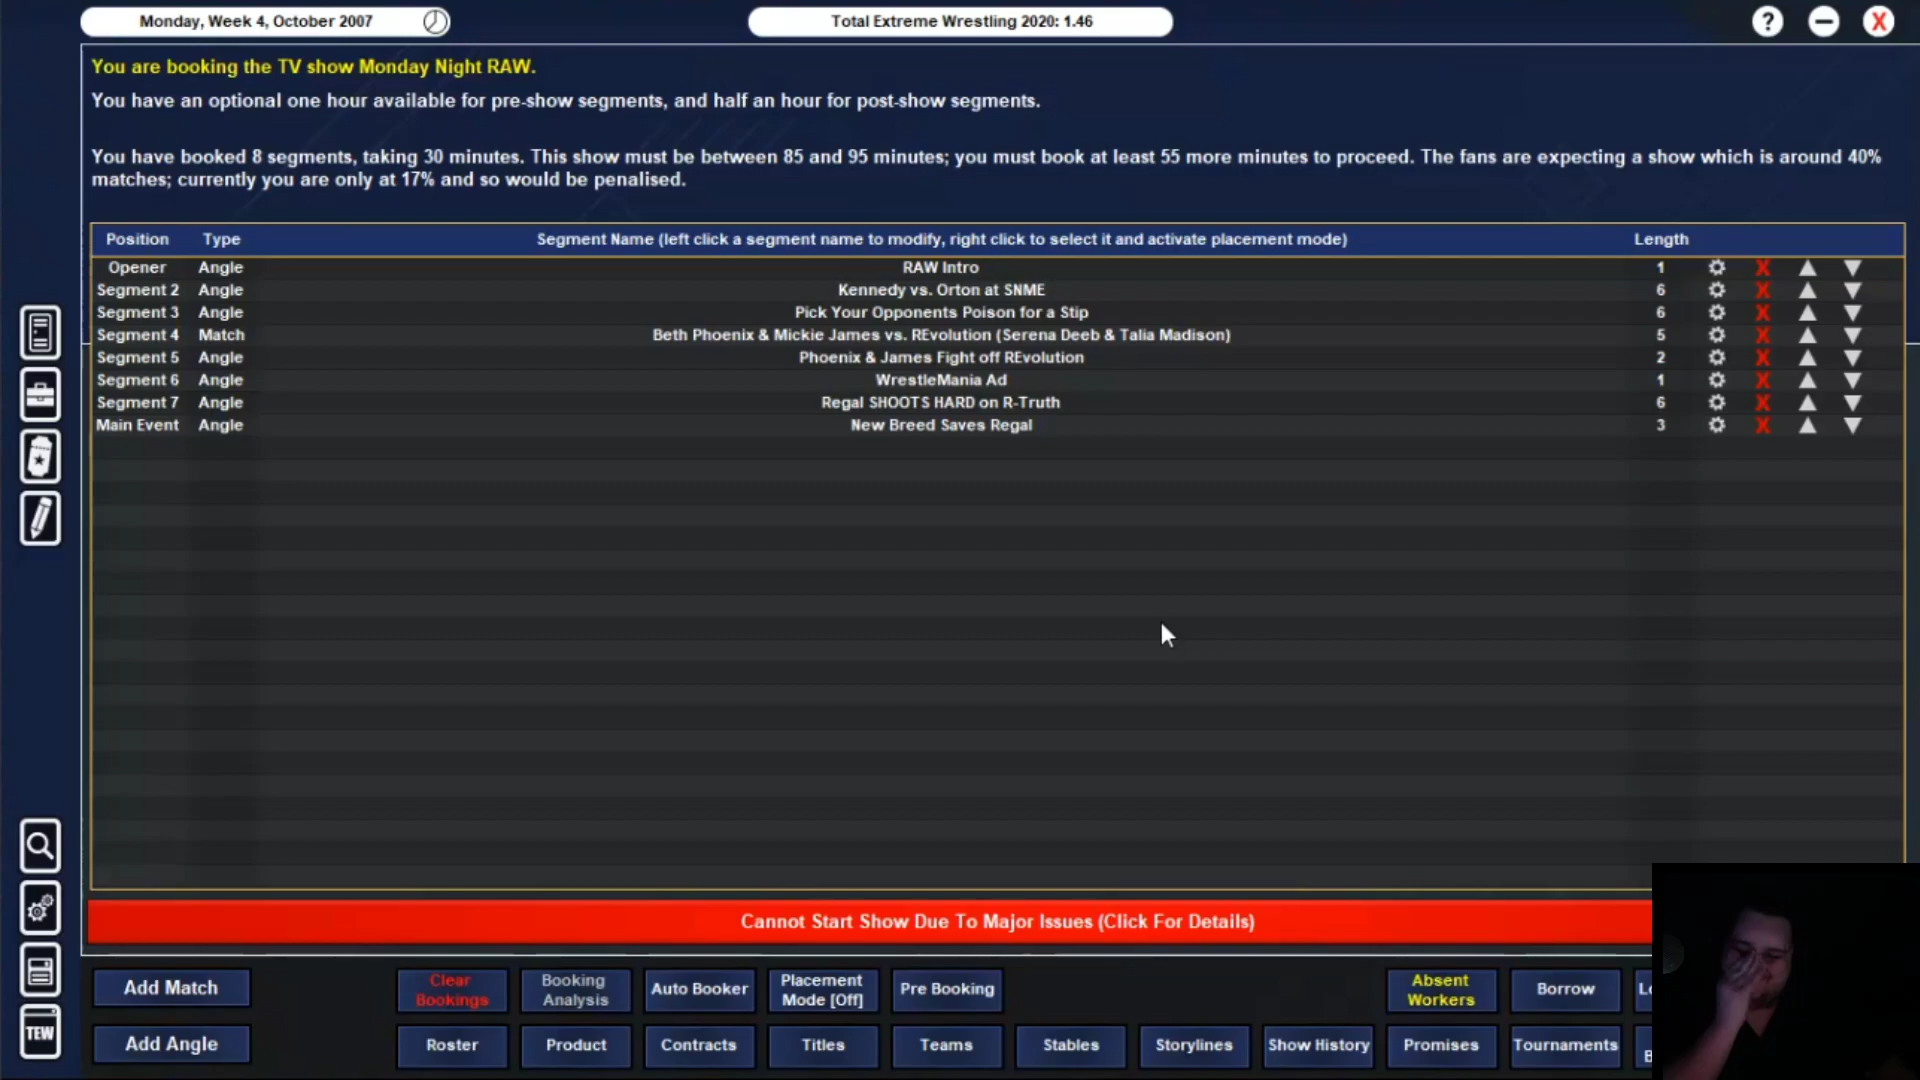 Monday, Week 4, October 2007
Total Extreme Wrestling 2020: 1.46
? – X
You are booking the TV show Monday Night RAW.
You have an optional one hour available for pre-show segments, and half an hour for post-show segments.
You have booked 8 segments, taking 30 minutes. This show must be between 85 and 95 minutes; you must book at least 55 more minutes to proceed. The fans are expecting a show which is around 40%
matches; currently you are only at 17% and so would be penalised.
Position Type Segment Name (left click a segment name to modify, right click to select it and activate placement mode) Length
Opener Angle RAW Intro 1 X
Segment 2 Angle Kennedy vs. Orton at SNME 6 X
Segment 3 Angle Pick Your Opponents Poison for a Stip 6 X
Segment 4 Match Beth Phoenix & Mickie James vs. REvolution (Serena Deeb & Talia Madison) 5 X
Segment 5 Angle Phoenix & James Fight off REvolution 2 X
Segment 6 Angle WrestleMania Ad 1 X
Segment 7 Angle Regal SHOOTS HARD on R-Truth 6 X
Main Event Angle New Breed Saves Regal 3 X
Cannot Start Show Due To Major Issues (Click For Details)
Add Match
Clear
Bookings
Booking
Analysis
Auto Booker
Placement
Mode [Off]
Pre Booking
Absent
Workers
Borrow
TEW
Add Angle
Roster
Product
Contracts
Titles
Teams
Stables
Storylines
Show History
Promises
Tournaments